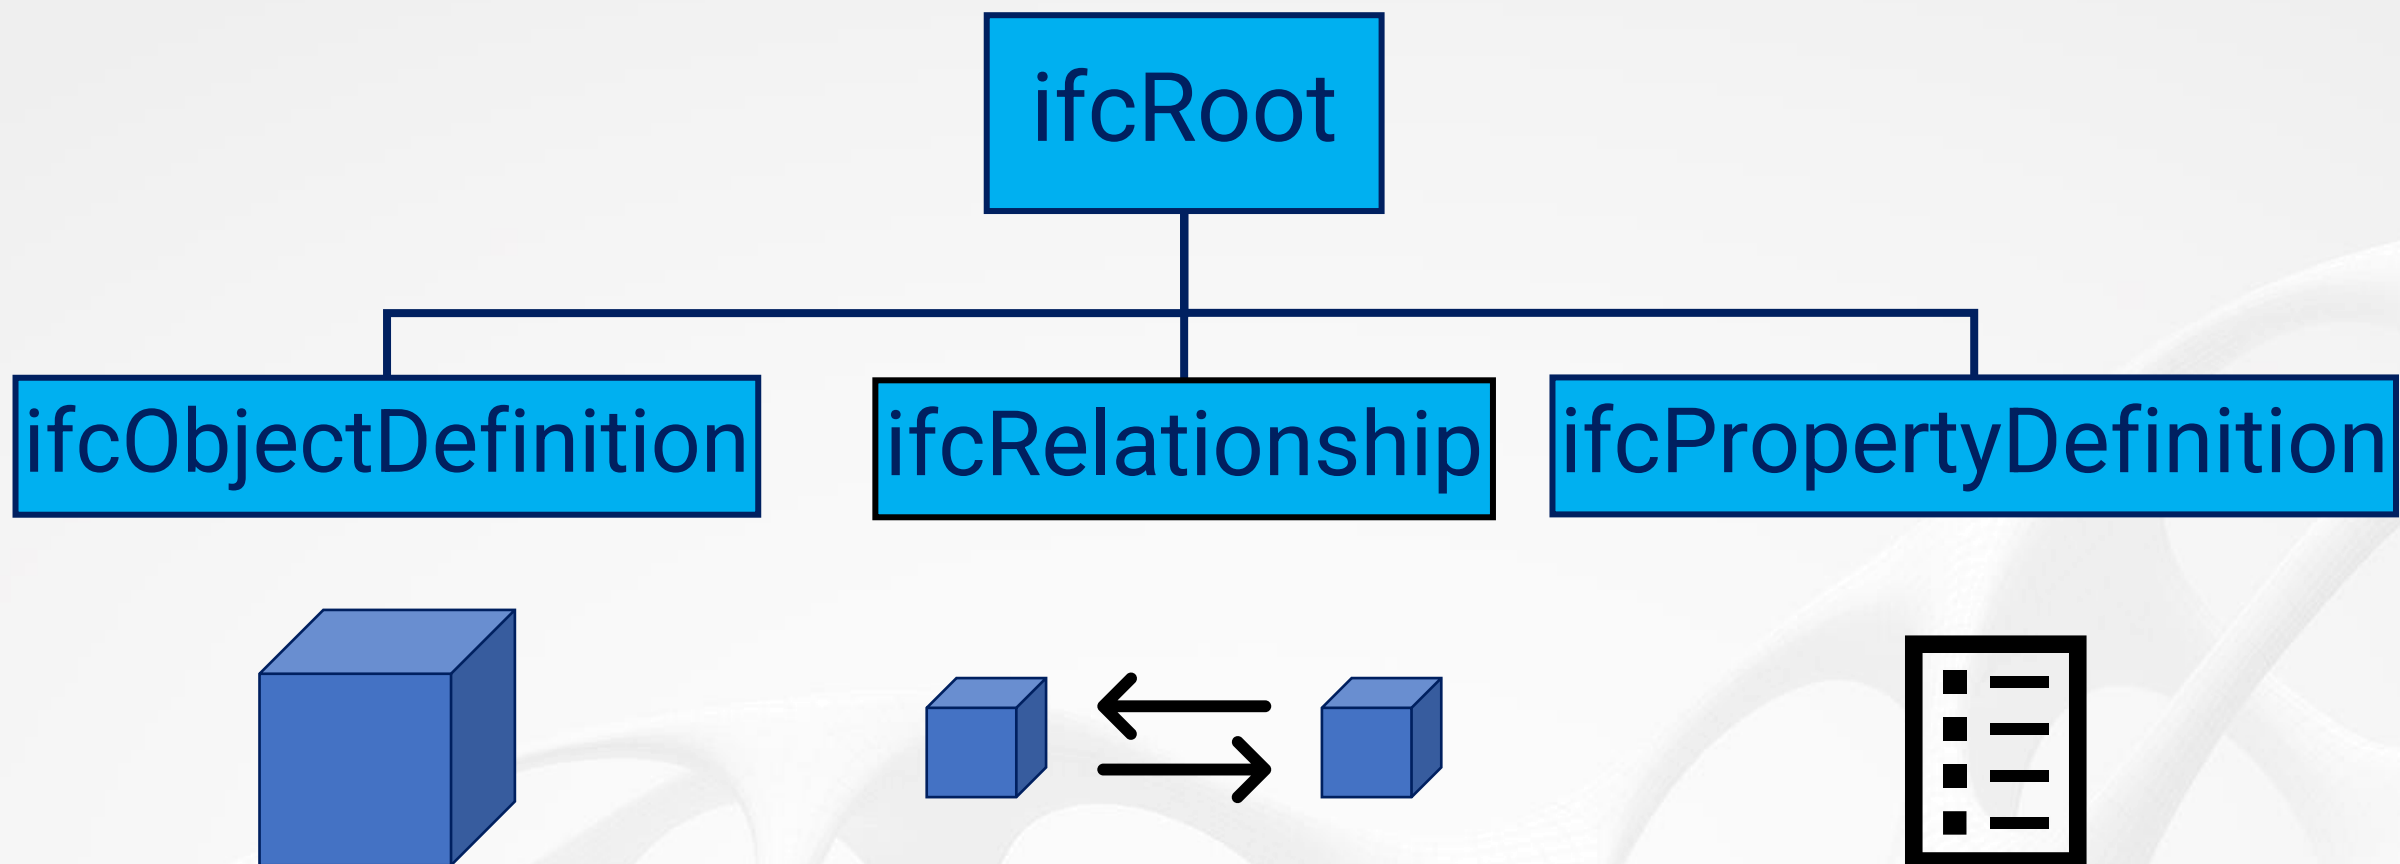 ifcRoot
ifcObjectDefinition
ifcRelationship
ifcPropertyDefinition